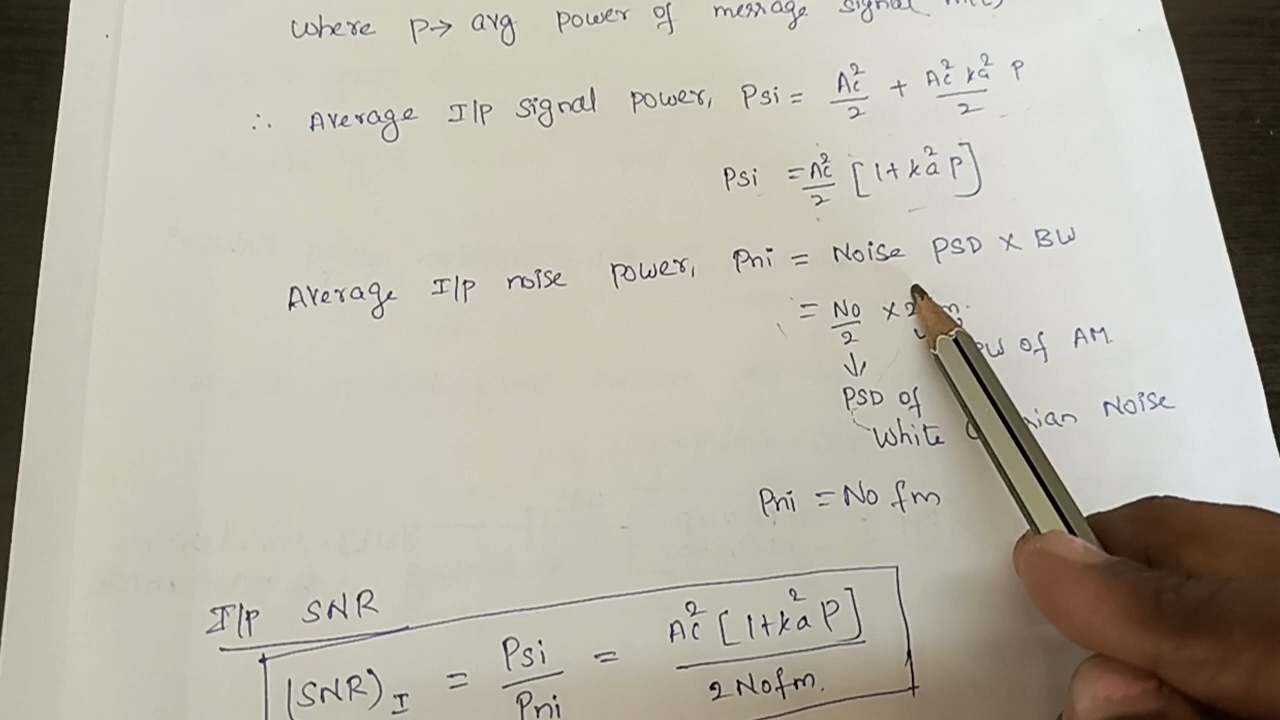 where P→ avg power of message signal
∴ Average I/p signal power, Psi = Ac²/2 + Ac² ka²/2 P
Psi = Ac²/2 [1+ka² P]
Average I/p noise power, Pni = Noise PSD × BW
= No/2 × 2
↓
of AM
PSD of
White Noise
Pni = No fm
I/p SNR
(SNR)I = Psi/Pni = Ac² [1+ka² P]/2Nofm.